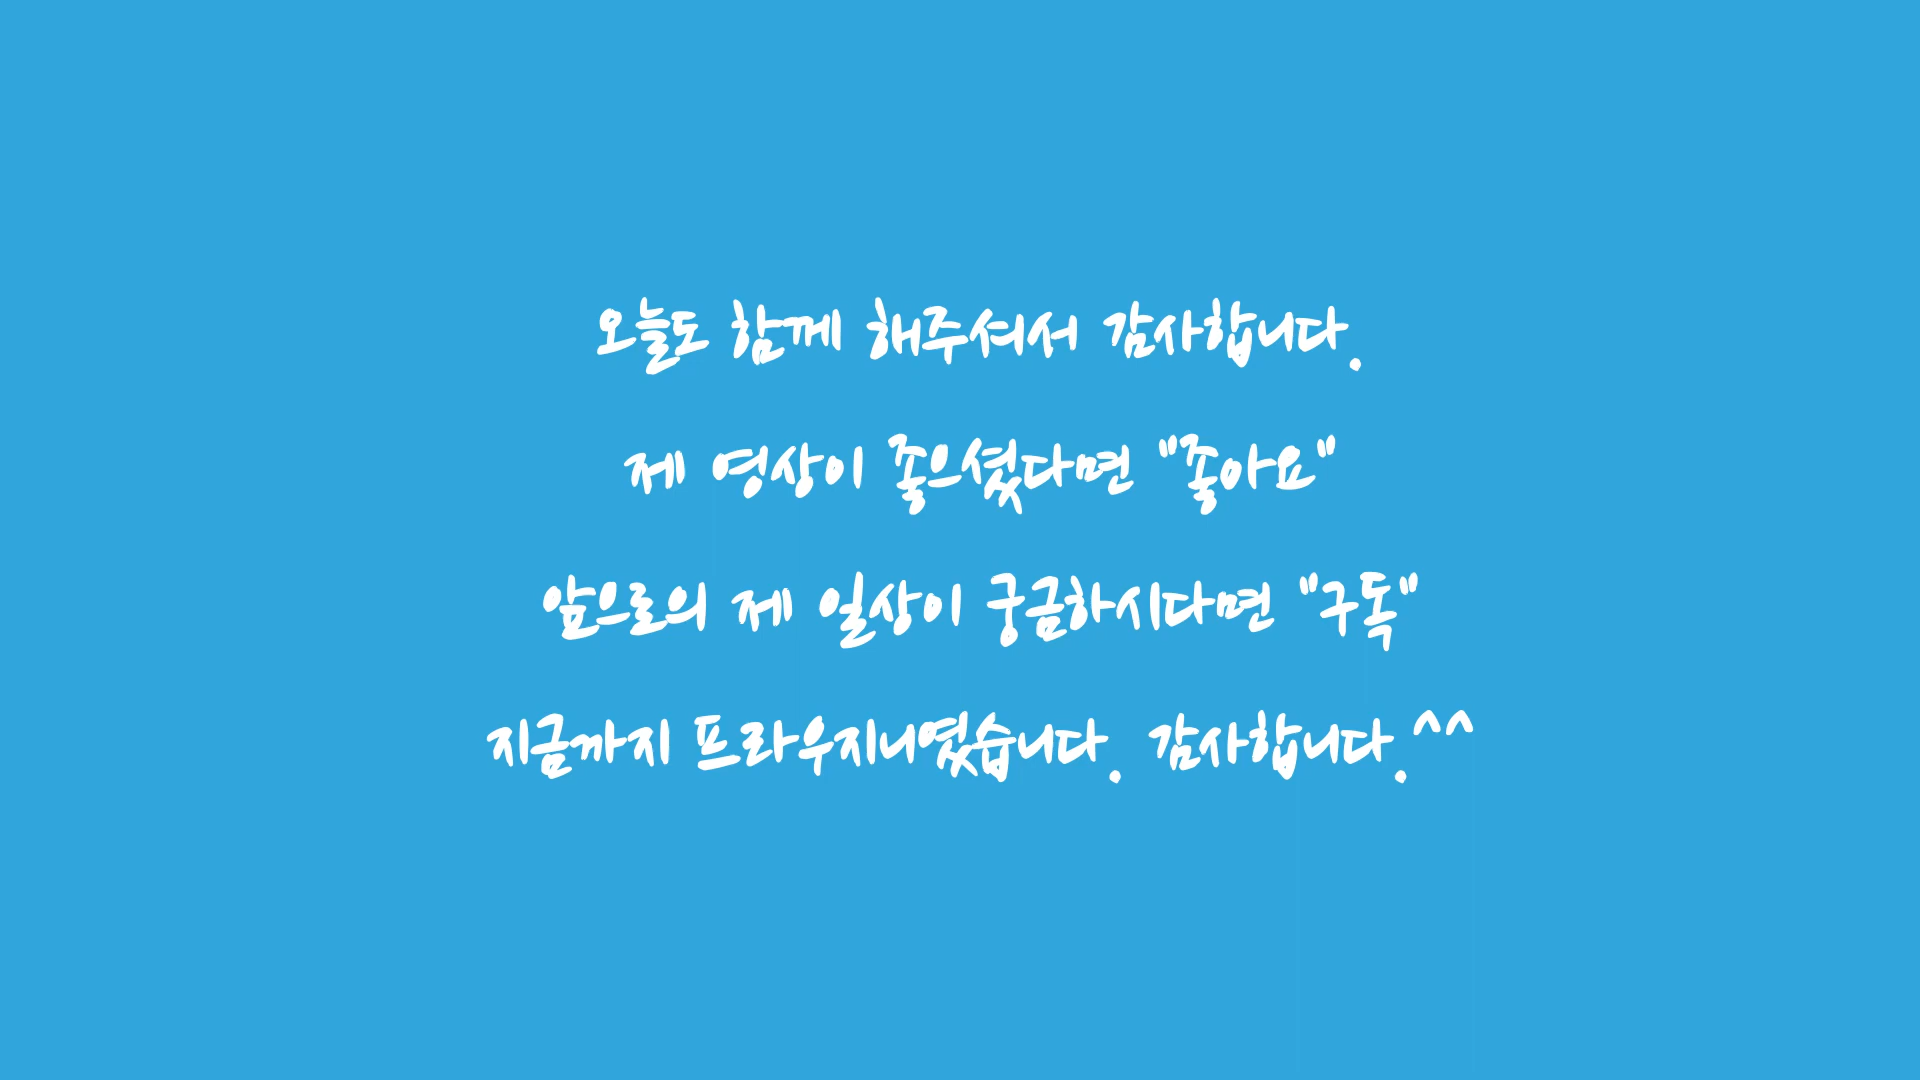 오늘도 함께 해주셔서 감사합니다.
제 영상이 좋으셨다면 "좋아요"
앞으로의 제 일상이 궁금하시다면 "구독"
지금까지 프라우지니였습니다. 감사합니다.^^